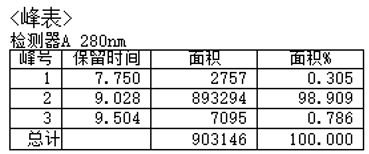 <峰表>
检测器A 280nm
峰号 保留时间 面积 面积%
1 7.750 2757 0.305
2 9.028 893294 98.909
3 9.504 7095 0.786
总计 903146 100.000